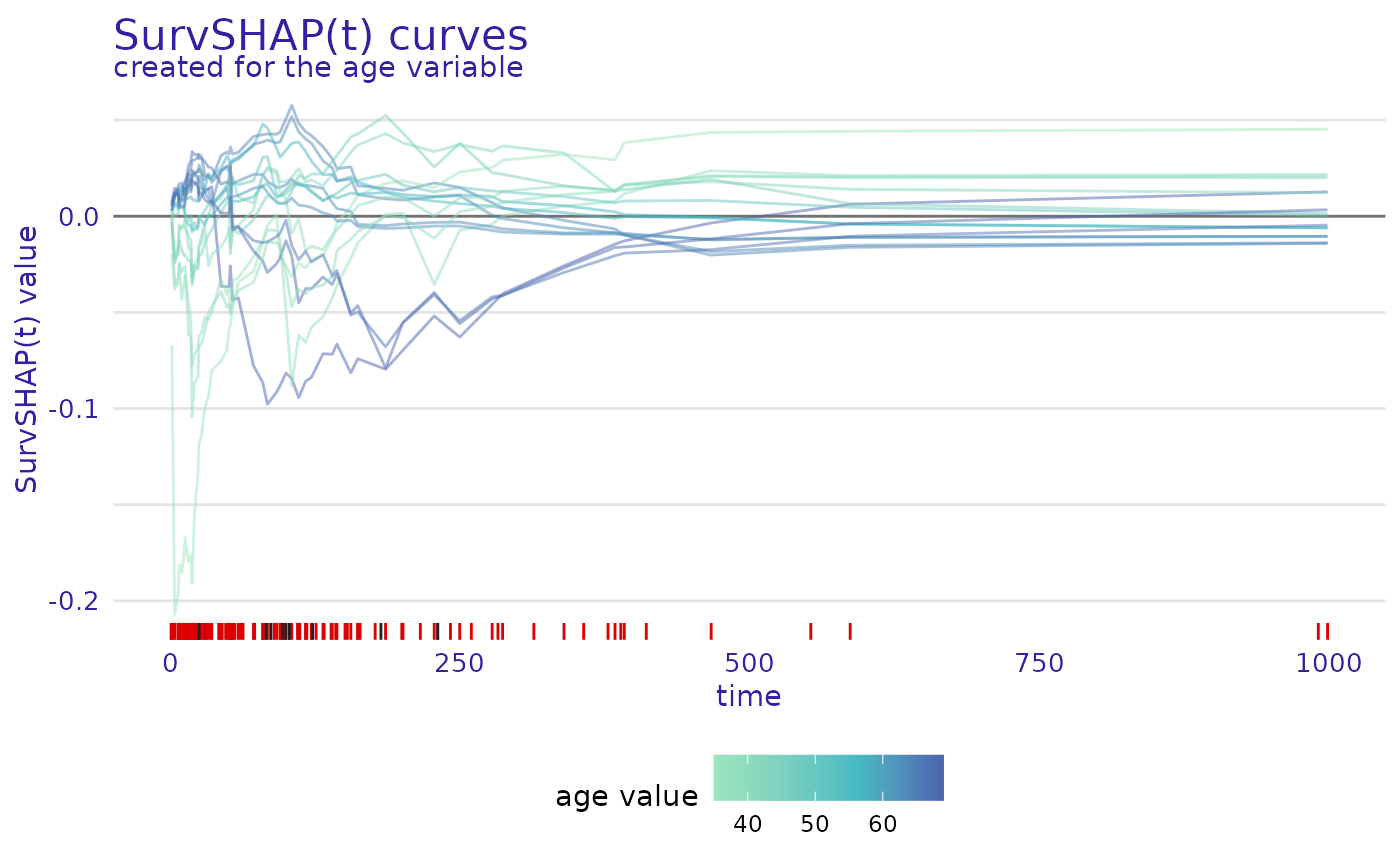 SurvSHAP(t) curves
created for the age variable
SurvSHAP(t) value
0.0
-0.1
-0.2
0 250 500 750 1000
time
age value
40 50 60